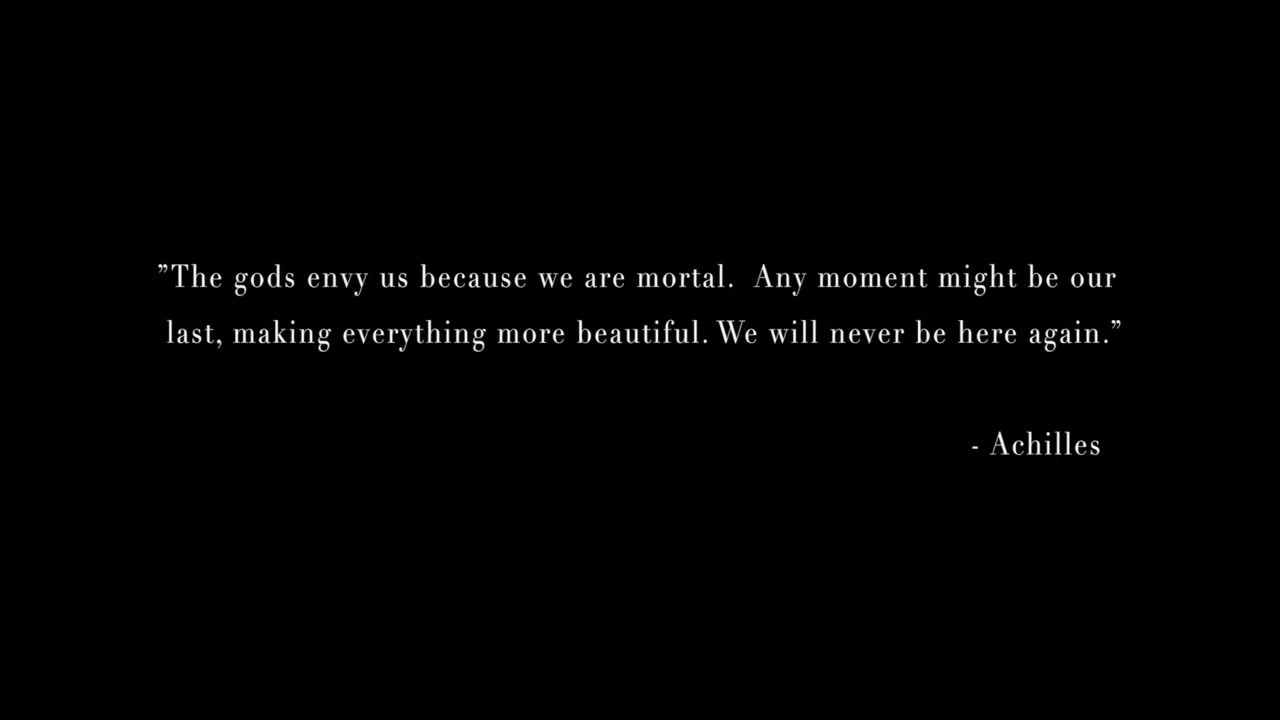 ”The gods envy us because we are mortal.  Any moment might be our
last, making everything more beautiful. We will never be here again.”
- Achilles